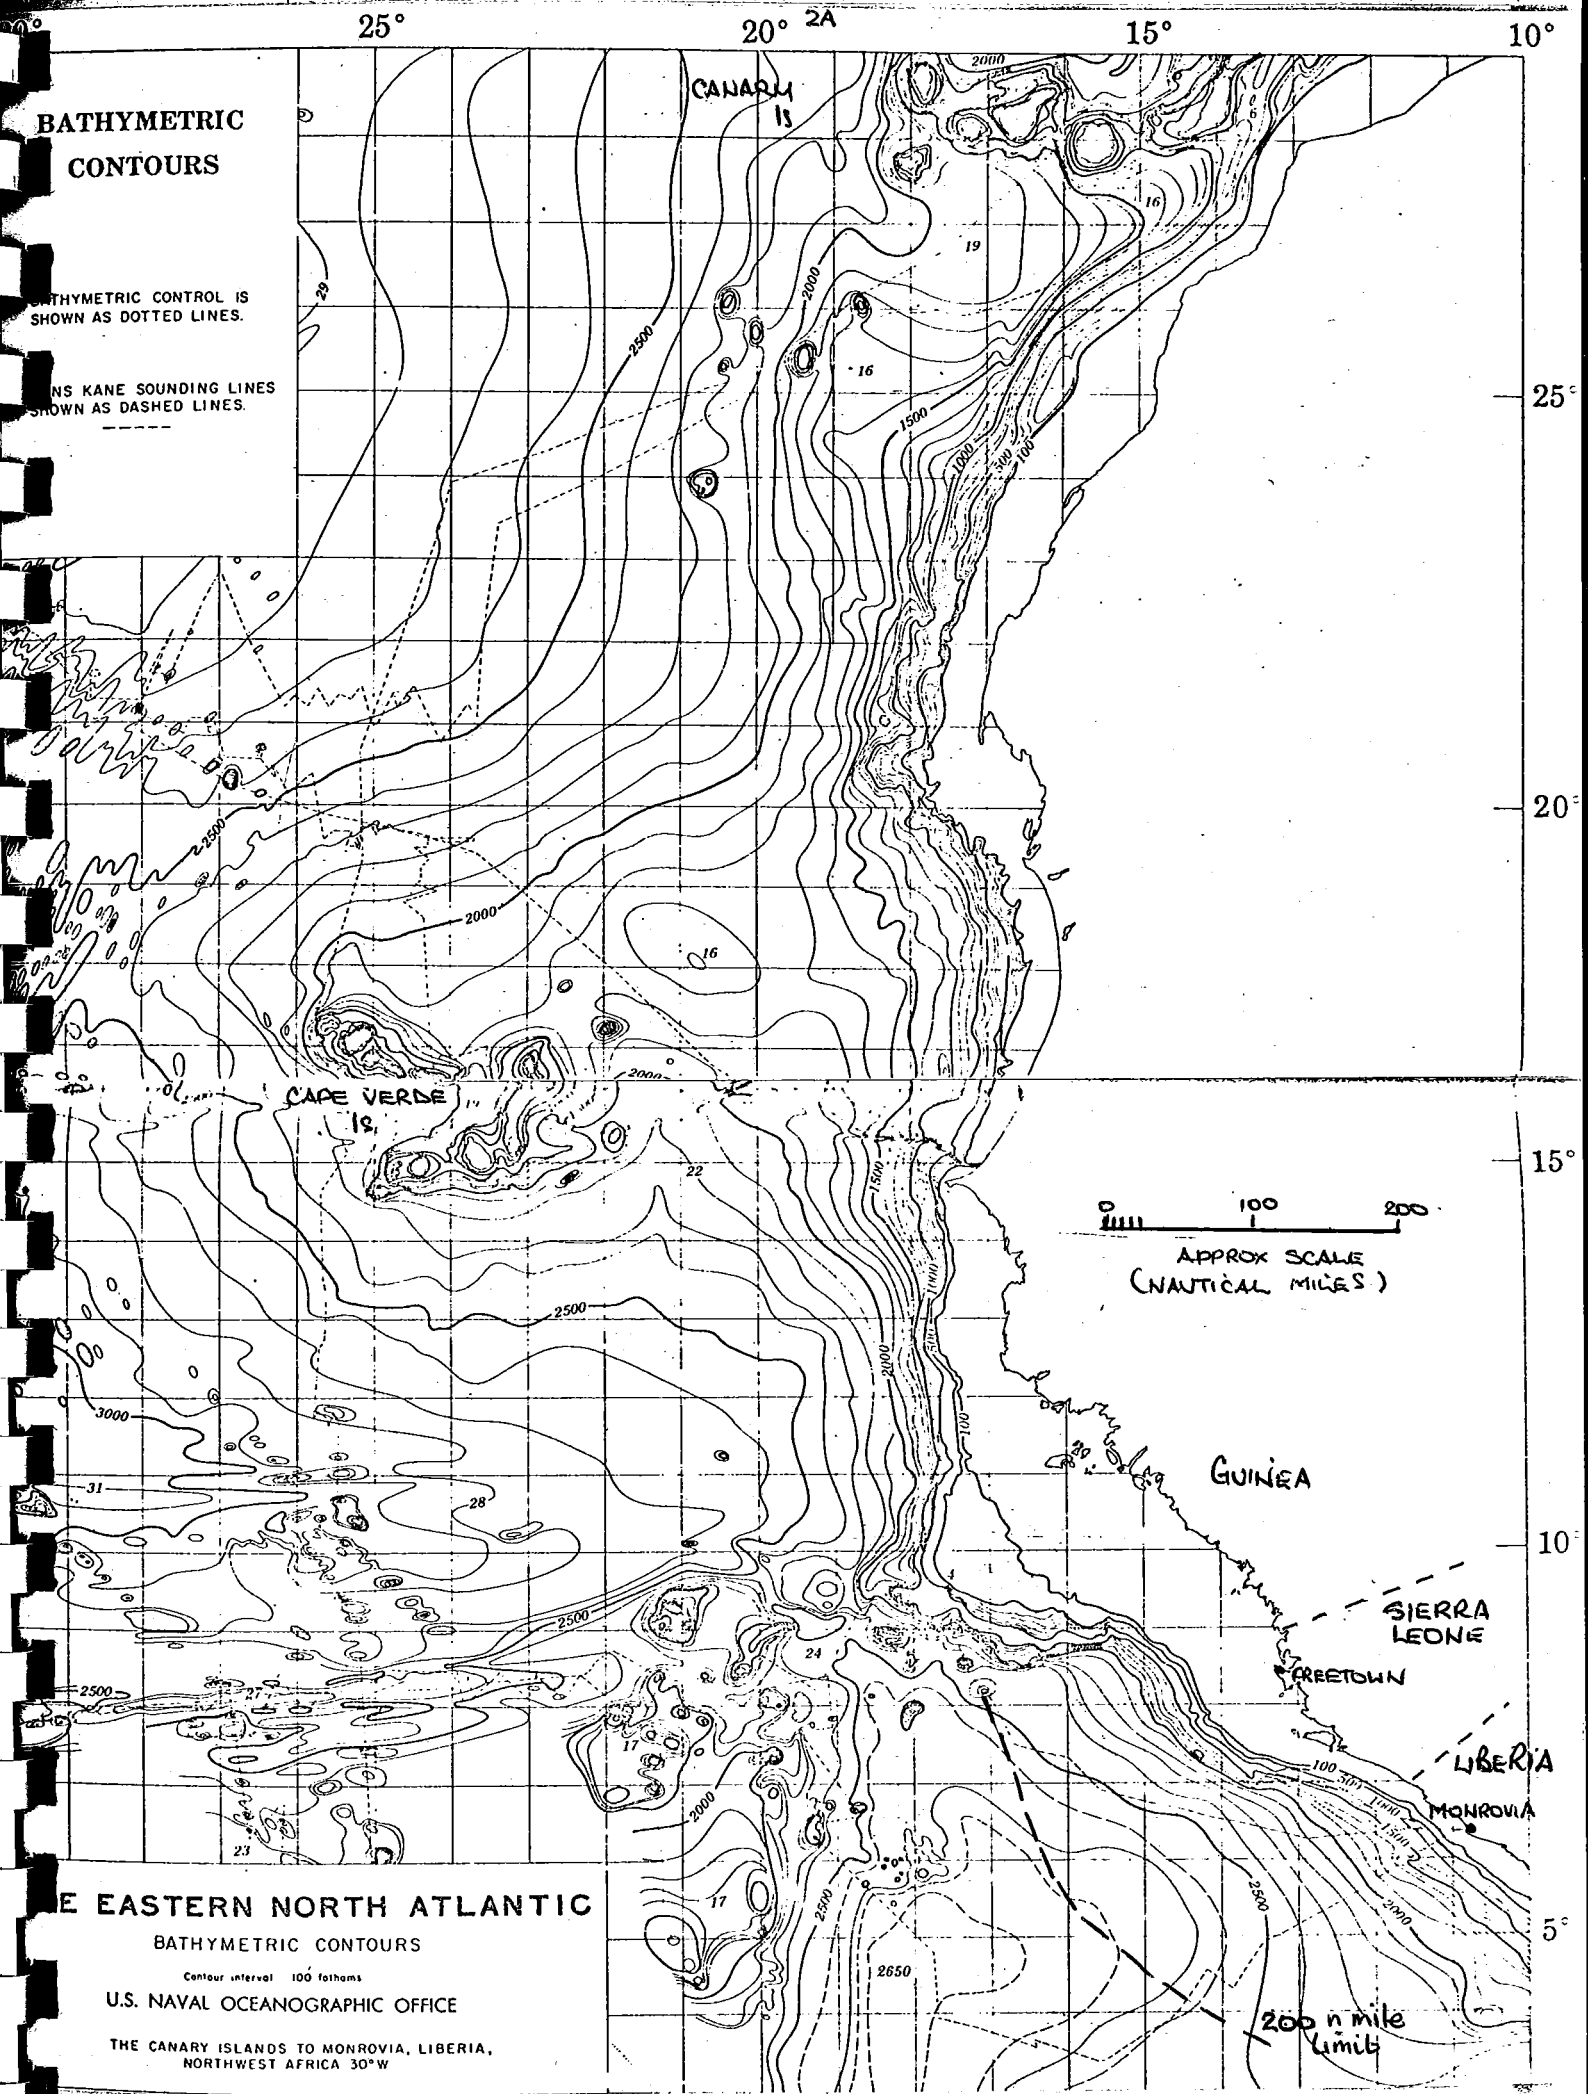 2A
25°
20°
15°
10°
BATHYMETRIC
CONTOURS
CANARY
Is
2000
16
19
29
2000
2500
BATHYMETRIC CONTROL IS
SHOWN AS DOTTED LINES.
16
KANE SOUNDING LINES
SHOWN AS DASHED LINES.
25°
1500
1000
500
100
20°
2500
2000
16
2000
CAPE VERDE
Is
22
1500
15°
0 100 200
APPROX SCALE
(NAUTICAL MILES)
1000
2500
500
2000
3000
100
GUINEA
31
28
10°
2500
SIERRA
LEONE
24
FREETOWN
2500
27
17
LIBERIA
100
500
1000
2000
MONROVIA
1500
23
17
2500
2500
2000
E EASTERN NORTH ATLANTIC
BATHYMETRIC CONTOURS
5°
Contour interval 100 fathoms
2650
U.S. NAVAL OCEANOGRAPHIC OFFICE
200 n mile
limit
THE CANARY ISLANDS TO MONROVIA, LIBERIA,
NORTHWEST AFRICA 30°W